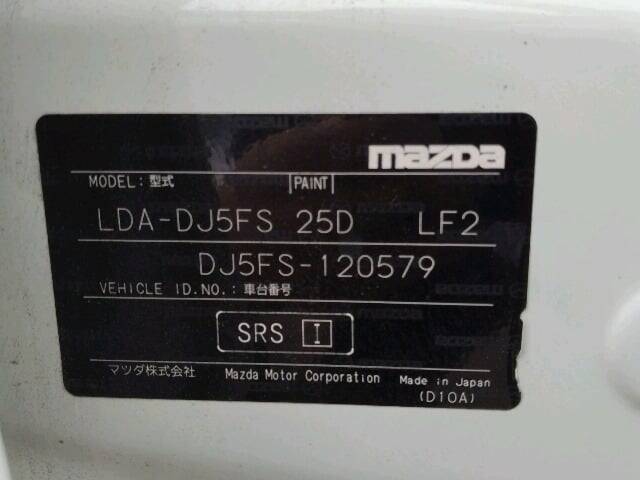 mazda
MODEL:型式 PAINT
LDA-DJ5FS 25D LF2
DJ5FS-120579
VEHICLE ID.NO.:車台番号
SRS I
マツダ株式会社 Mazda Motor Corporation Made in Japan
(D10A)